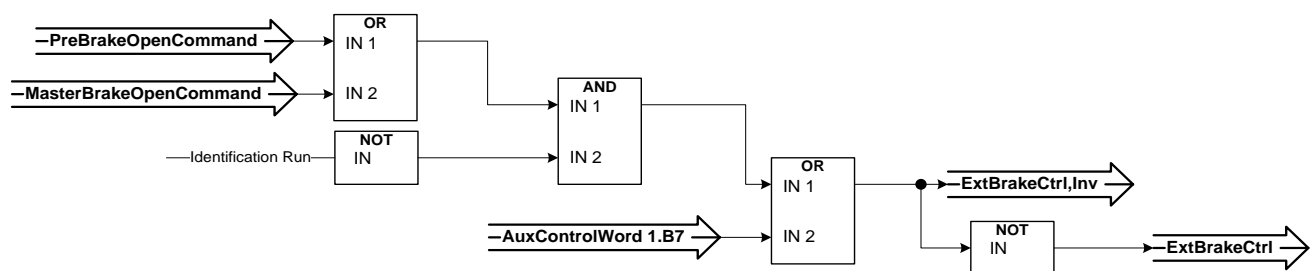 OR
PreBrakeOpenCommand
IN 1
MasterBrakeOpenCommand
IN 2
AND
IN 1
NOT
Identification Run
IN
IN 2
OR
IN 1
ExtBrakeCtrl,Inv
NOT
AuxControlWord 1.B7
IN 2
IN
ExtBrakeCtrl